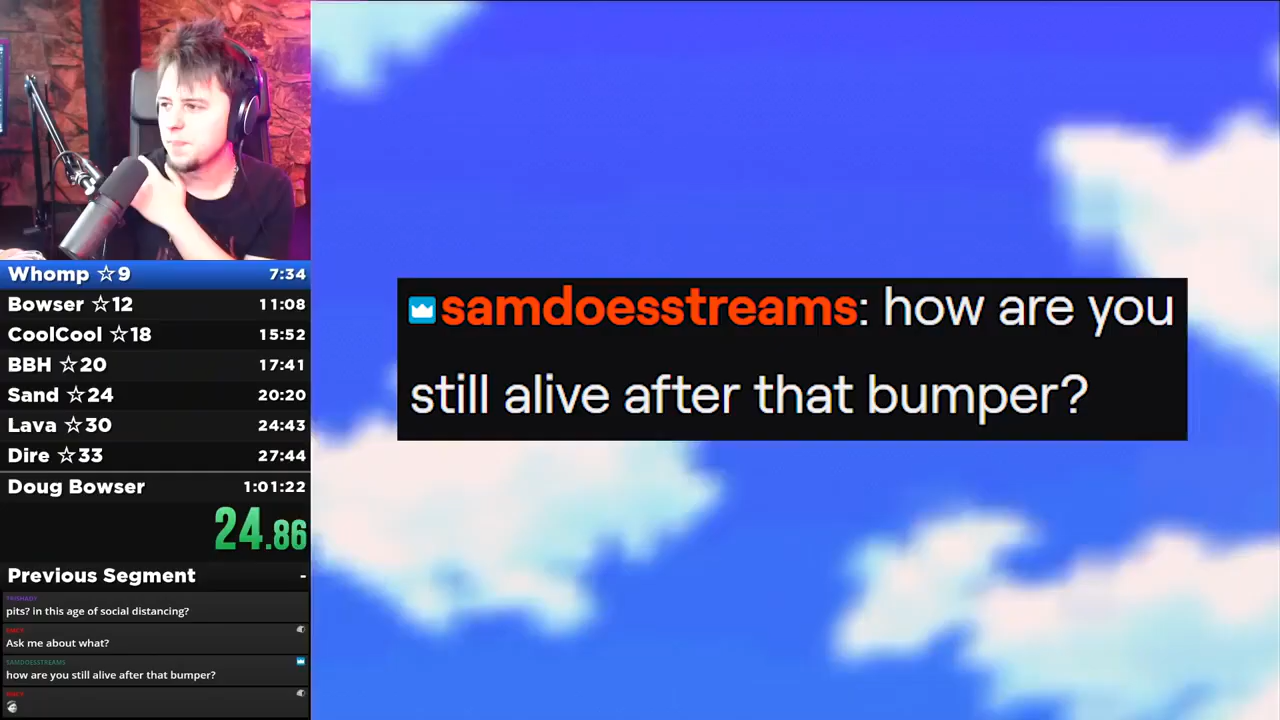 Whomp ☆9 7:34
Bowser ☆12 11:08
CoolCool ☆18 15:52
BBH ☆20 17:41
Sand ☆24 20:20
Lava ☆30 24:43
Dire ☆33 27:44
Doug Bowser 1:01:22
24.86
Previous Segment -
pits? in this age of social distancing?
Ask me about what?
SAMDOESSTREAMS
how are you still alive after that bumper?
samdoesstreams: how are you
still alive after that bumper?